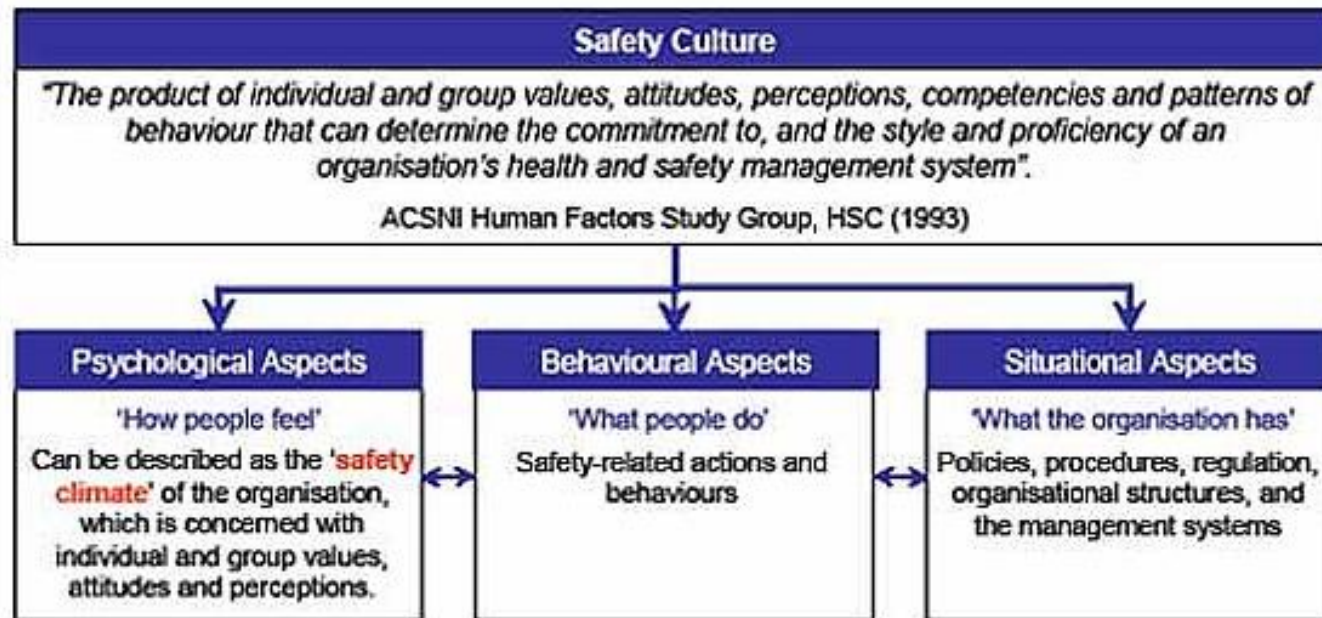 Safety Culture
"The product of individual and group values, attitudes, perceptions, competencies and patterns of
behaviour that can determine the commitment to, and the style and proficiency of an
organisation's health and safety management system".
ACSNI Human Factors Study Group, HSC (1993)
Psychological Aspects
'How people feel'
Can be described as the 'safety
climate' of the organisation,
which is concerned with
individual and group values,
attitudes and perceptions.
Behavioural Aspects
'What people do'
Safety-related actions and
behaviours
Situational Aspects
'What the organisation has'
Policies, procedures, regulation,
organisational structures, and
the management systems